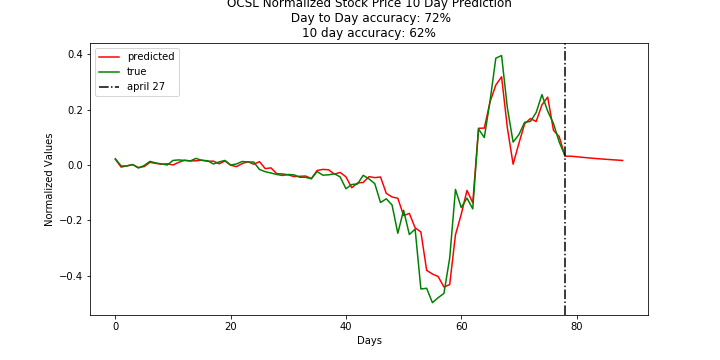 OCSL Normalized Stock Price 10 Day Prediction
Day to Day accuracy: 72%
10 day accuracy: 62%
predicted
true
april 27
0.4
0.2
0.0
−0.2
−0.4
Normalized Values
0
20
40
60
80
Days